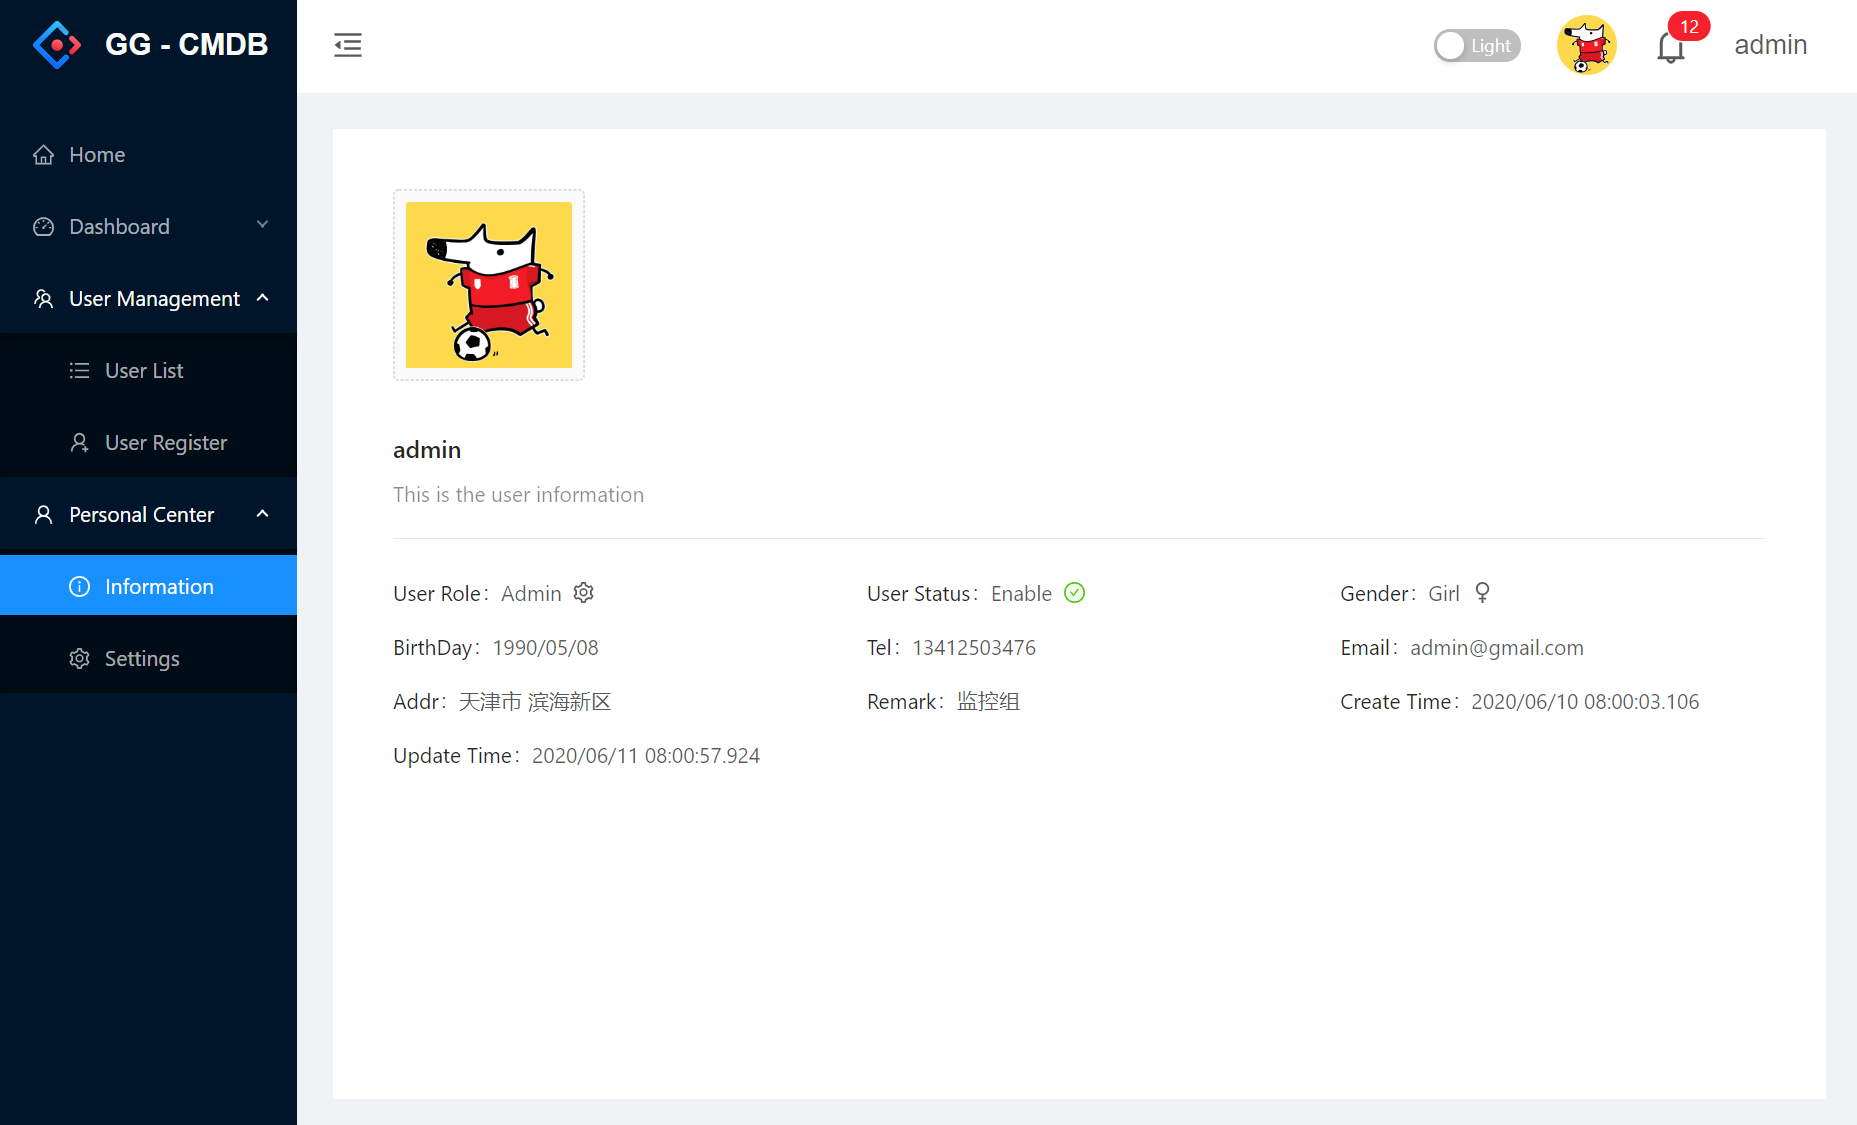 GG - CMDB
Light
12
admin
Home
Dashboard
User Management
User List
User Register
Personal Center
Information
Settings
admin
This is the user information
User Role： Admin
User Status： Enable
Gender： Girl
BirthDay： 1990/05/08
Tel： 13412503476
Email： admin@gmail.com
Addr： 天津市 滨海新区
Remark： 监控组
Create Time： 2020/06/10 08:00:03.106
Update Time： 2020/06/11 08:00:57.924